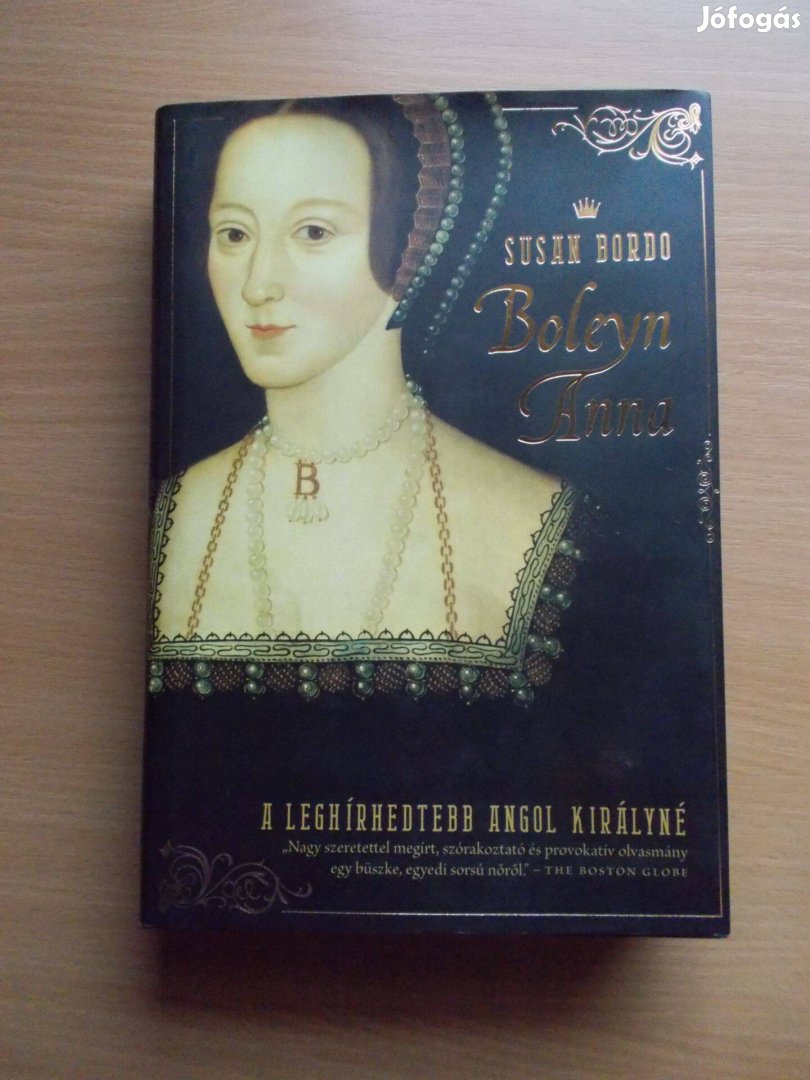 Jófogás
SUSAN BORDO
Boleyn
Anna
B
A LEGHÍRHEDTEBB ANGOL KIRÁLYNÉ
„Nagy szeretettel megírt, szórakoztató és provokatív olvasmány
egy büszke, egyedi sorsú nőről.” – THE BOSTON GLOBE